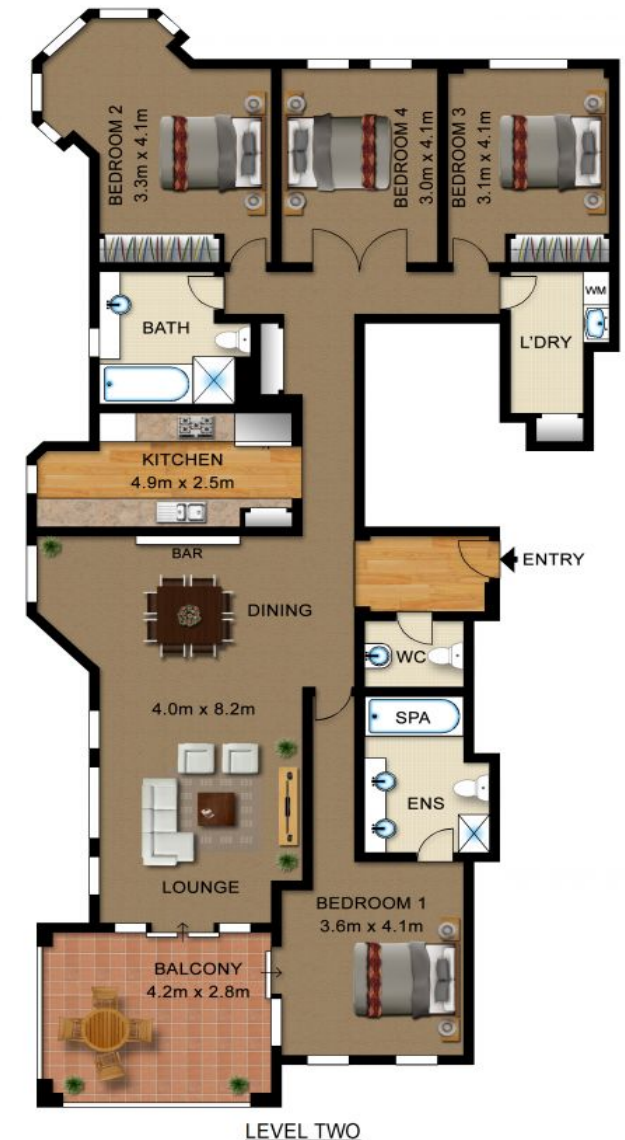 BEDROOM 2
3.3m x 4.1m
BEDROOM 4
3.0m x 4.1m
BEDROOM 3
3.1m x 4.1m
BATH
WM
L'DRY
KITCHEN
4.9m x 2.5m
BAR
ENTRY
DINING
WC
4.0m x 8.2m
SPA
ENS
LOUNGE
BEDROOM 1
3.6m x 4.1m
BALCONY
4.2m x 2.8m
LEVEL TWO